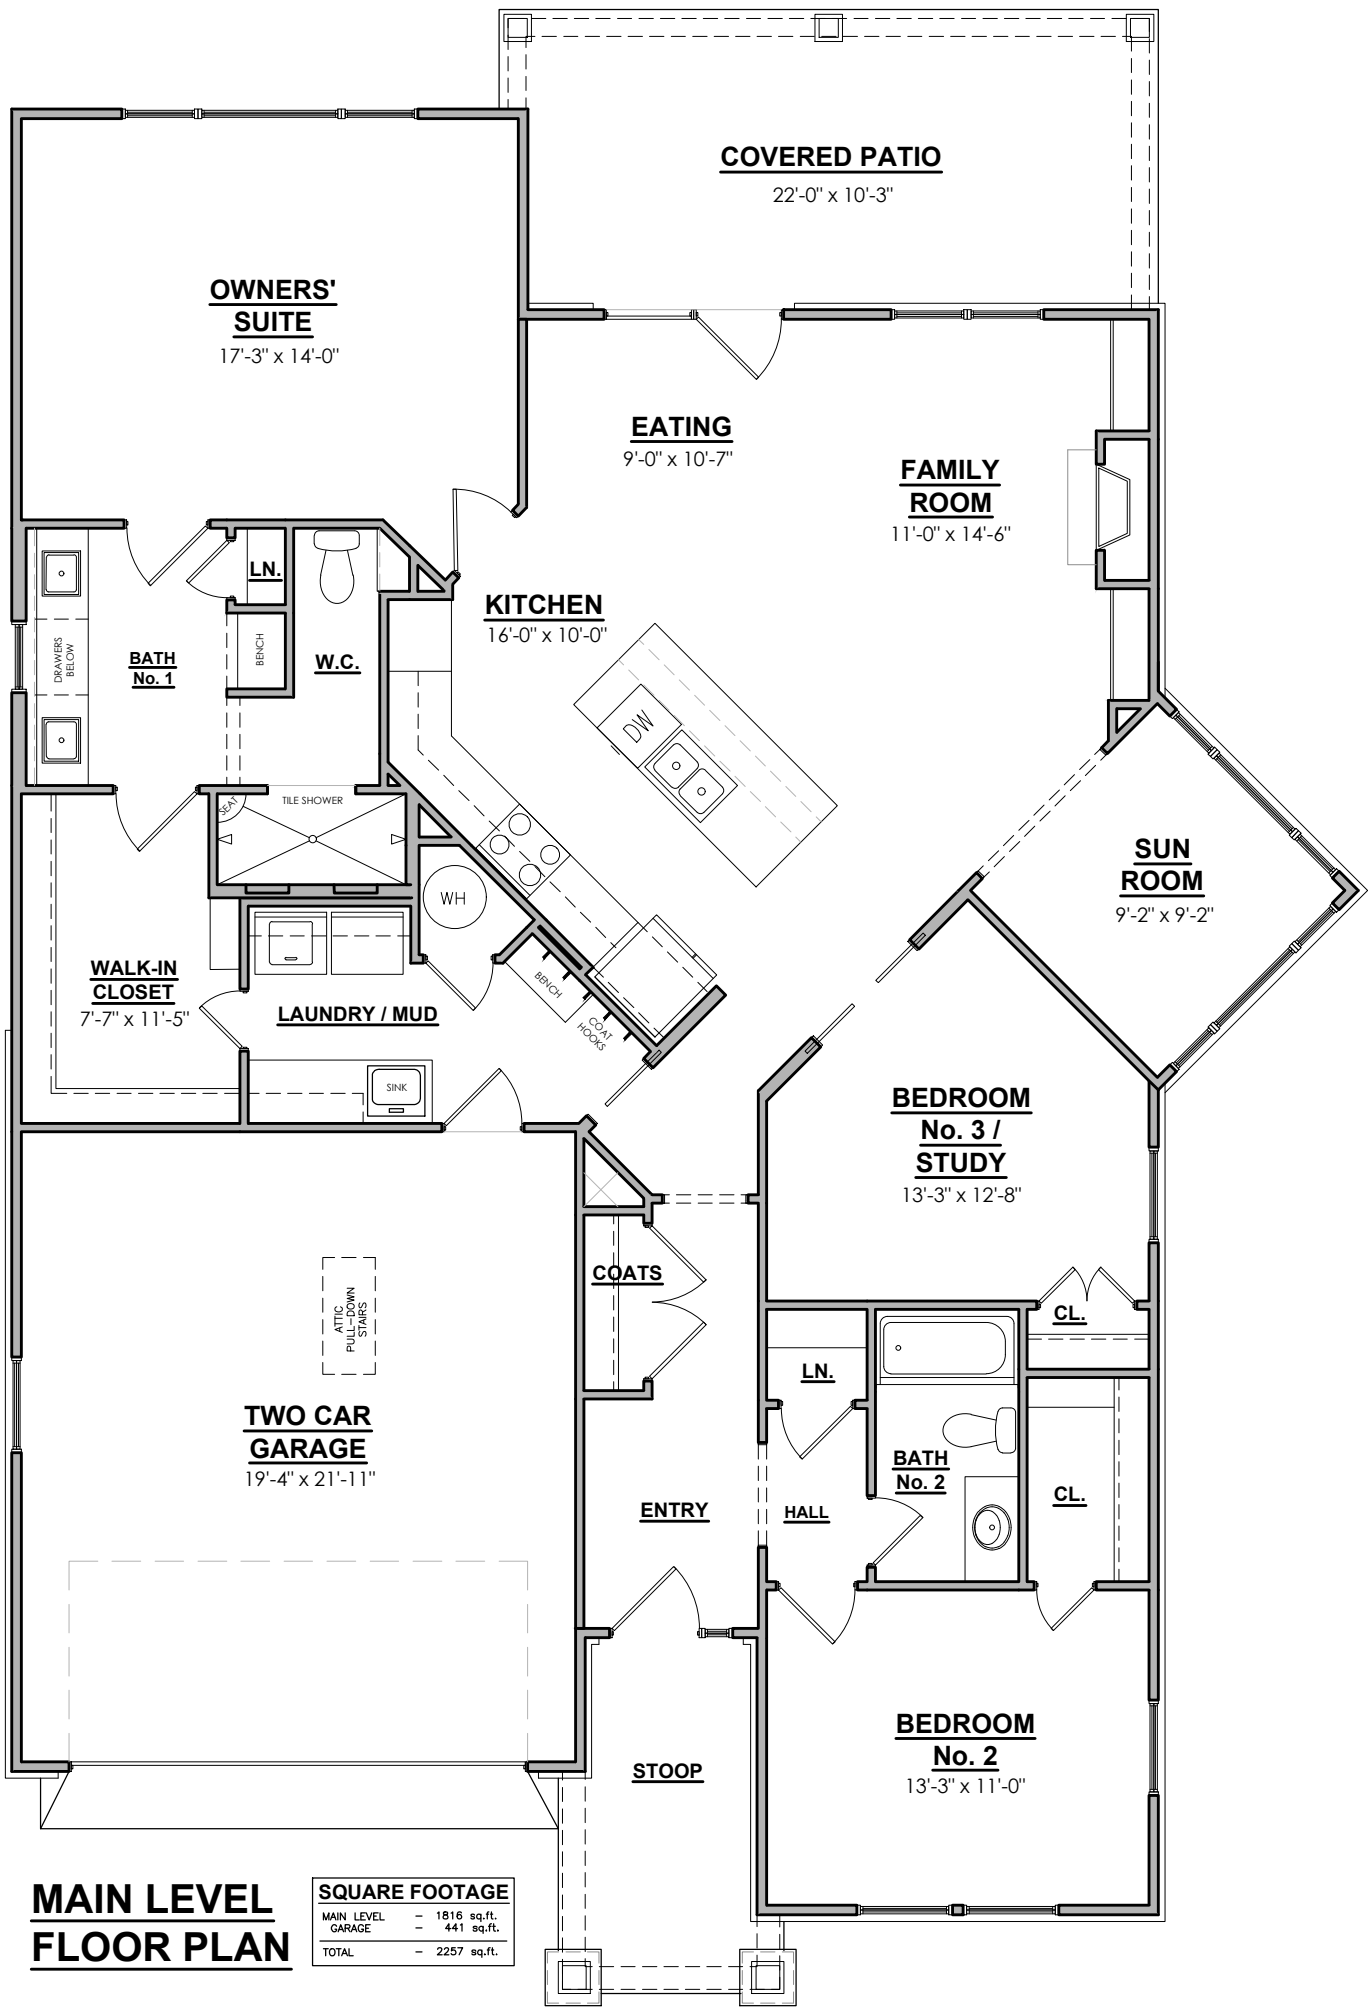 COVERED PATIO
22'-0" x 10'-3"
OWNERS'
SUITE
17'-3" x 14'-0"
EATING
9'-0" x 10'-7"
FAMILY
ROOM
11'-0" x 14'-6"
LN.
KITCHEN
16'-0" x 10'-0"
DRAWERS
BELOW
BATH
No. 1
BENCH
W.C.
DW
SEAT
TILE SHOWER
SUN
ROOM
9'-2" x 9'-2"
WH
WALK-IN
CLOSET
7'-7" x 11'-5"
LAUNDRY / MUD
BENCH
COAT
HOOKS
SINK
BEDROOM
No. 3 /
STUDY
13'-3" x 12'-8"
COATS
ATTIC
PULL-DOWN
STAIRS
CL.
LN.
TWO CAR
GARAGE
19'-4" x 21'-11"
BATH
No. 2
CL.
ENTRY
HALL
BEDROOM
No. 2
13'-3" x 11'-0"
STOOP
MAIN LEVEL
FLOOR PLAN
SQUARE FOOTAGE
MAIN LEVEL - 1816 sq.ft.
GARAGE - 441 sq.ft.
TOTAL - 2257 sq.ft.